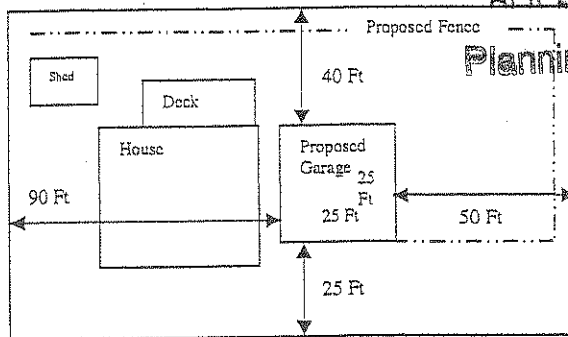 Proposed Fence
Shed
40 Ft
Deck
House
Proposed
Garage
25
Ft
25 Ft
90 Ft
50 Ft
25 Ft